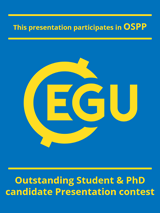 This presentation participates in OSPP
EGU
Outstanding Student & PhD
candidate Presentation contest